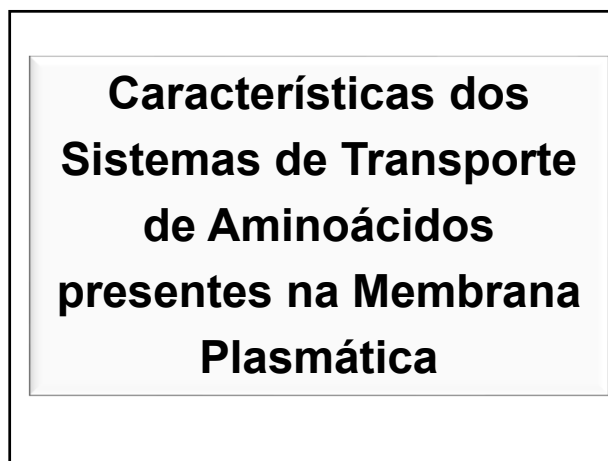 Características dos
Sistemas de Transporte
de Aminoácidos
presentes na Membrana
Plasmática